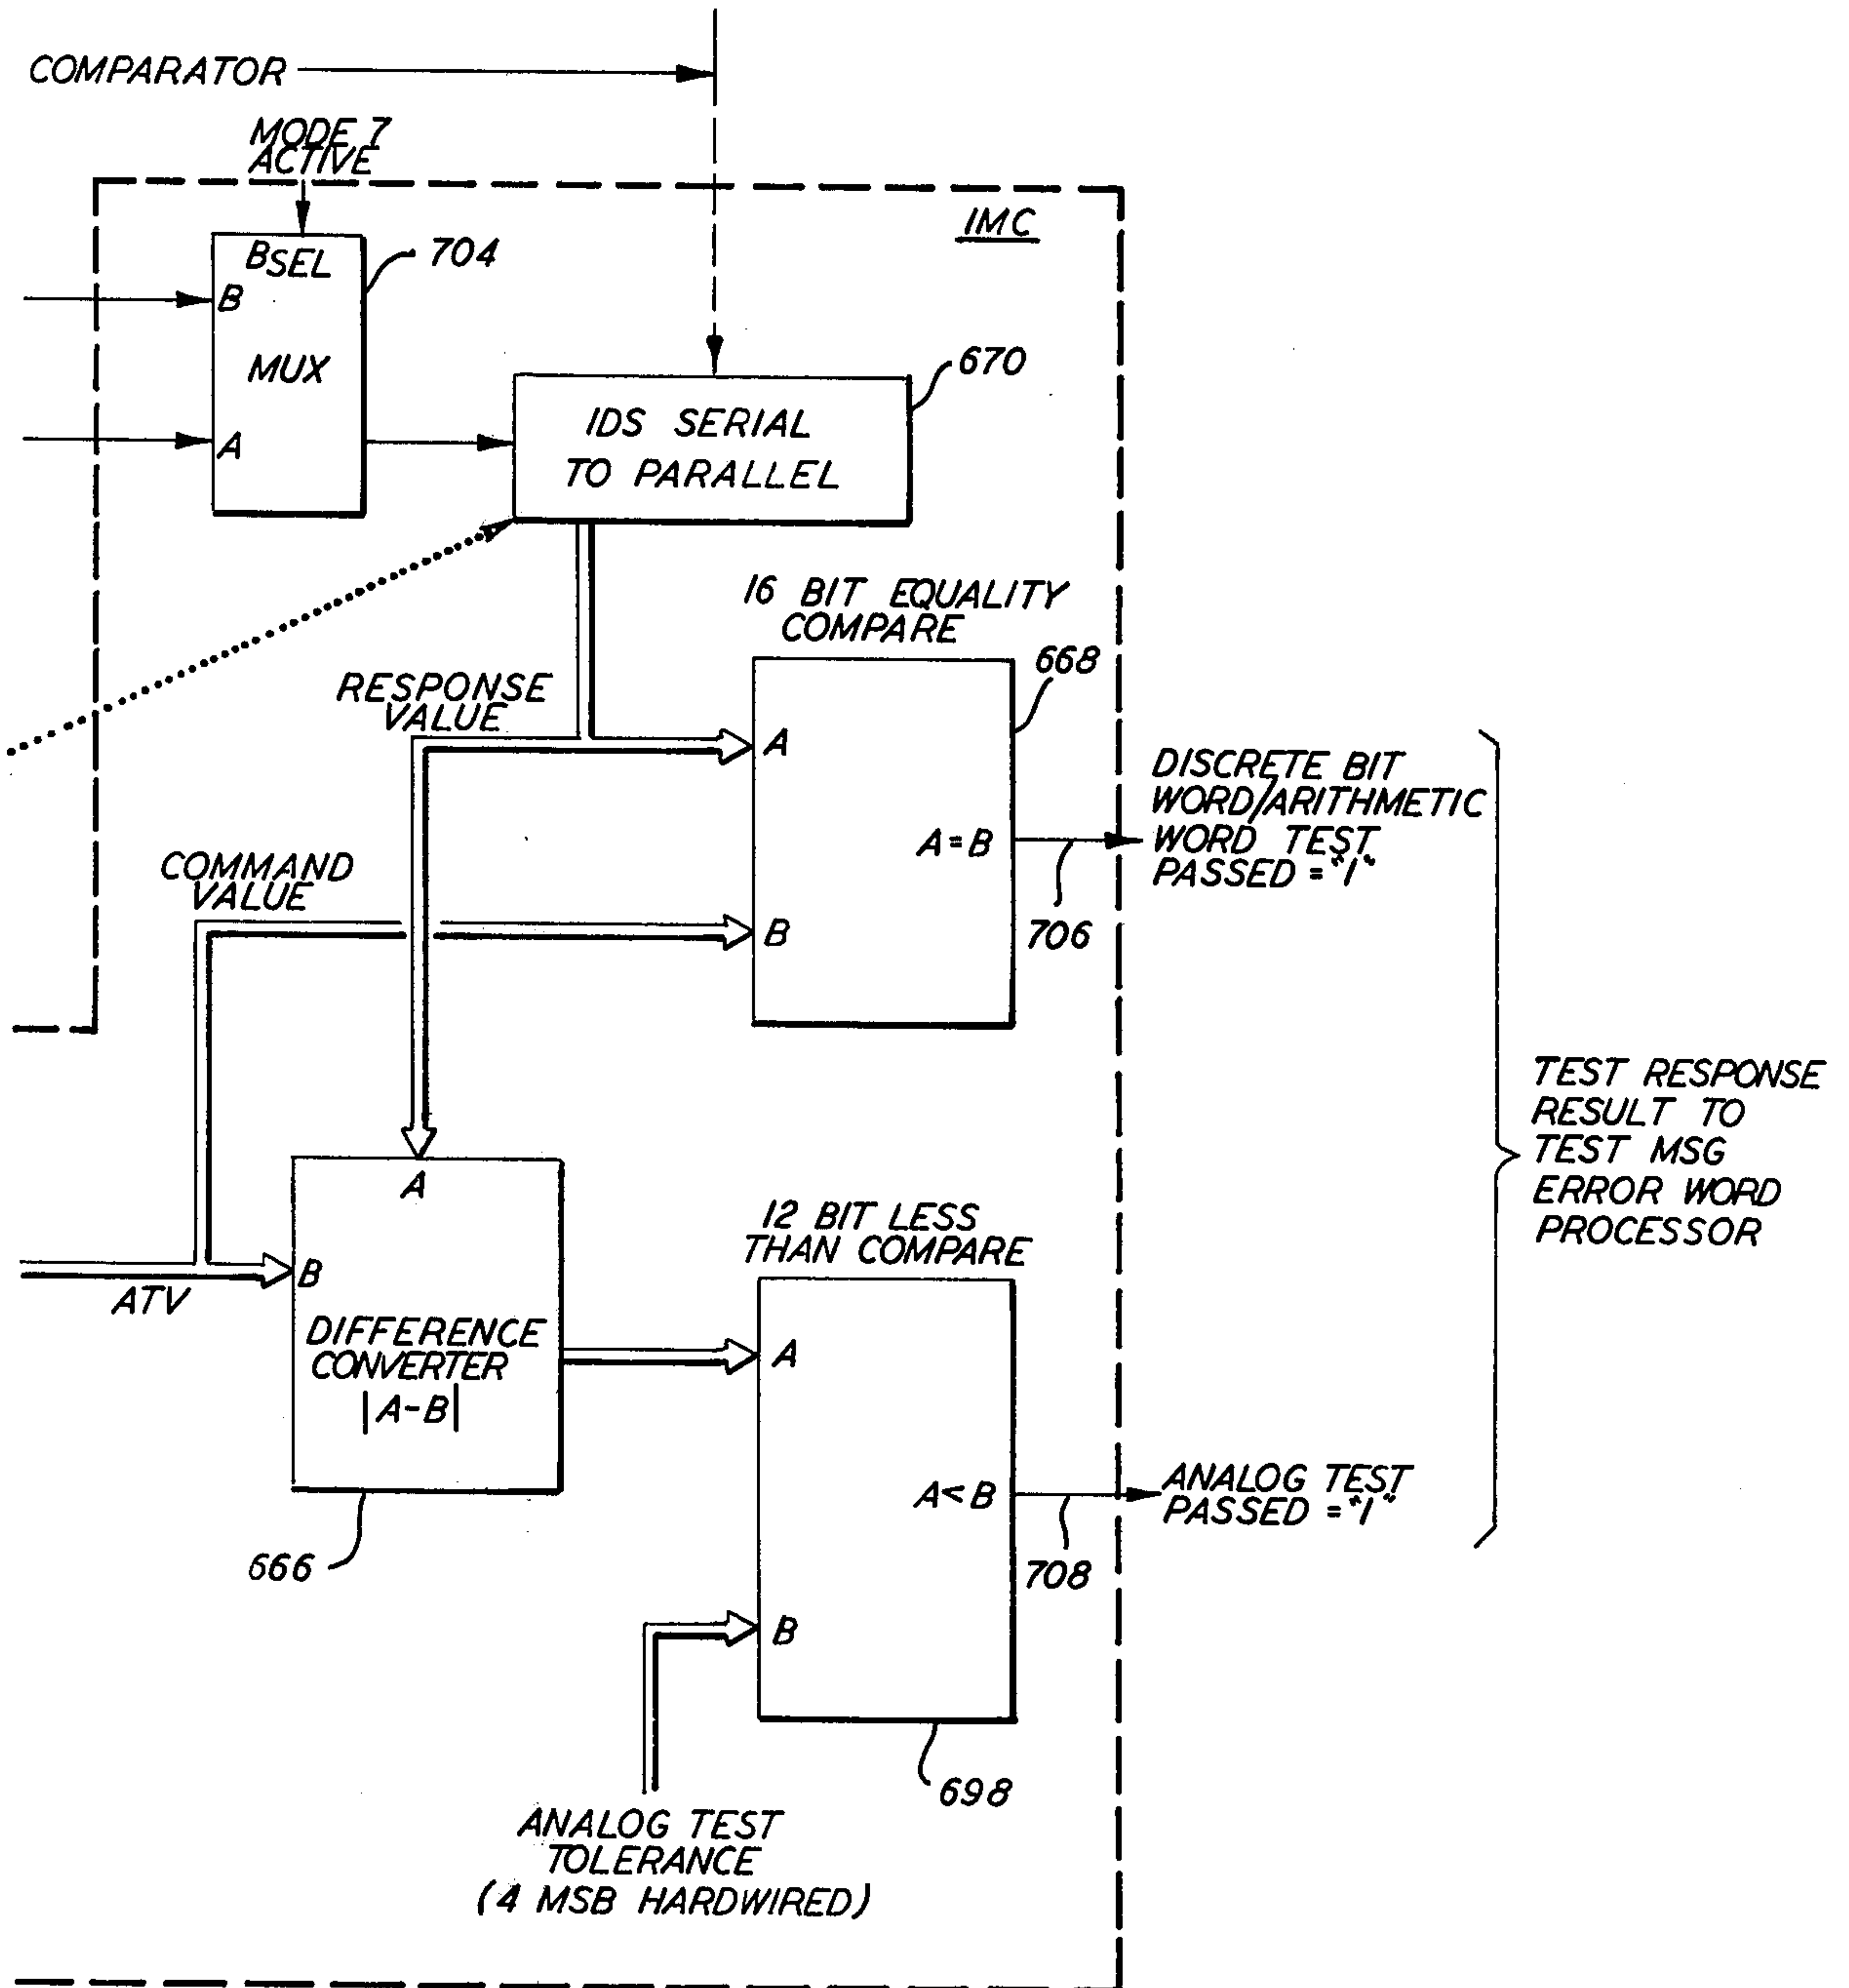 COMPARATOR
MODE 7
ACTIVE
IMC
BSEL
704
B
MUX
A
670
IDS SERIAL
TO PARALLEL
16 BIT EQUALITY
COMPARE
668
RESPONSE
VALUE
A
DISCRETE BIT
WORD/ARITHMETIC
WORD TEST
PASSED = "1"
A = B
COMMAND
VALUE
B
706
TEST RESPONSE
RESULT TO
TEST MSG
ERROR WORD
PROCESSOR
A
12 BIT LESS
THAN COMPARE
B
ATV
DIFFERENCE
CONVERTER
|A-B|
A
A < B
ANALOG TEST
PASSED = "1"
666
708
B
698
ANALOG TEST
TOLERANCE
(4 MSB HARDWIRED)